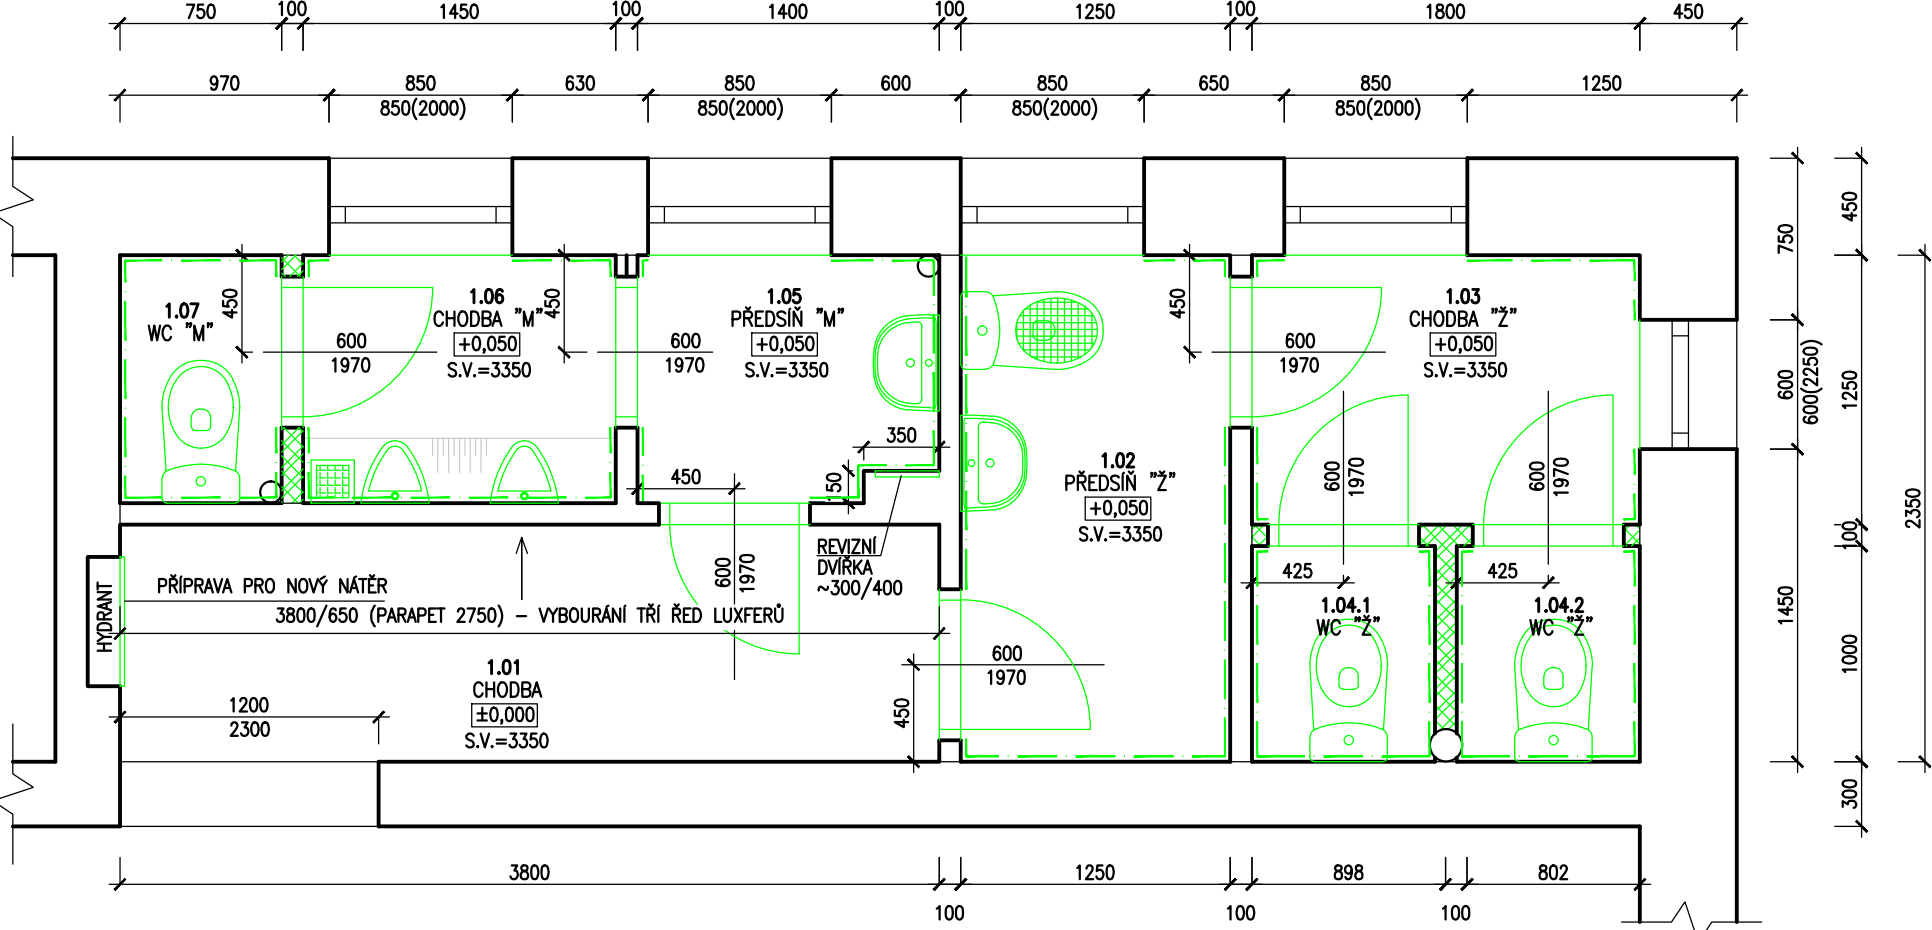 750 100 1450 100 1400 100 1250 100 1800 450
970 850 630 850 600 850 650 850 1250
850(2000) 850(2000) 850(2000) 850(2000)
1.07
WC "M"
450
600
1970
1.06
CHODBA "M"
+0,050
S.V.=3350
450
600
1970
1.05
PŘEDSÍŇ "M"
+0,050
S.V.=3350
350
450
450
600
1970
1.03
CHODBA "Ž"
+0,050
S.V.=3350
1.02
PŘEDSÍŇ "Ž"
+0,050
S.V.=3350
600
1970
600
1970
REVIZNÍ
DVÍŘKA
~300/400
600
1970
HYDRANT
PŘÍPRAVA PRO NOVÝ NÁTĚR
3800/650 (PARAPET 2750) – VYBOURÁNÍ TŘÍ ŘED LUXFERŮ
425
425
1.04.1
WC "Ž"
1.04.2
WC "Ž"
1.01
CHODBA
±0,000
S.V.=3350
1200
2300
600
1970
450
750
600
600(2250)
1450
450
1250
100
1000
300
2350
3800 1250 898 802
100 100 100